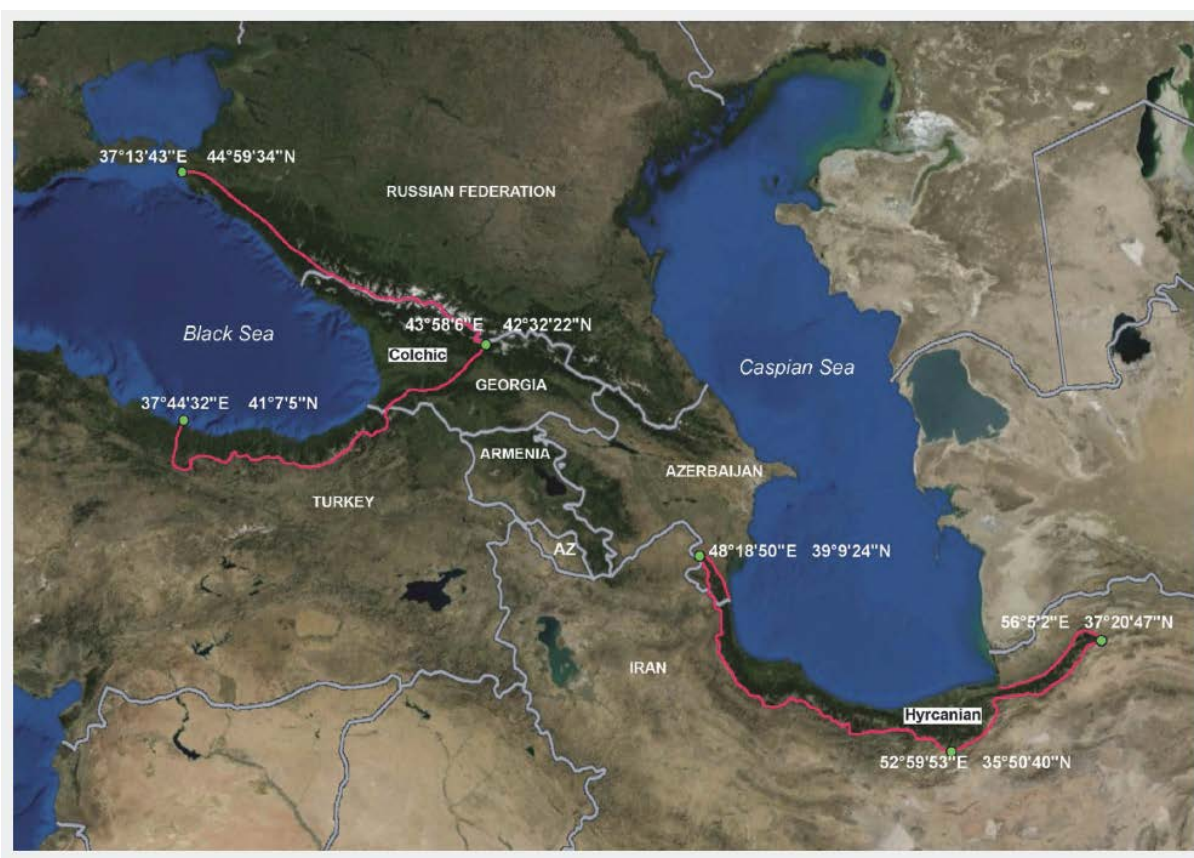 37°13'43"E 44°59'34"N
RUSSIAN FEDERATION
43°58'6"E 42°32'22"N
Black Sea
Colchic
Caspian Sea
GEORGIA
37°44'32"E 41°7'5"N
ARMENIA
AZERBAIJAN
TURKEY
AZ
48°18'50"E 39°9'24"N
56°5'2"E 37°20'47"N
IRAN
Hyrcanian
52°59'53"E 35°50'40"N